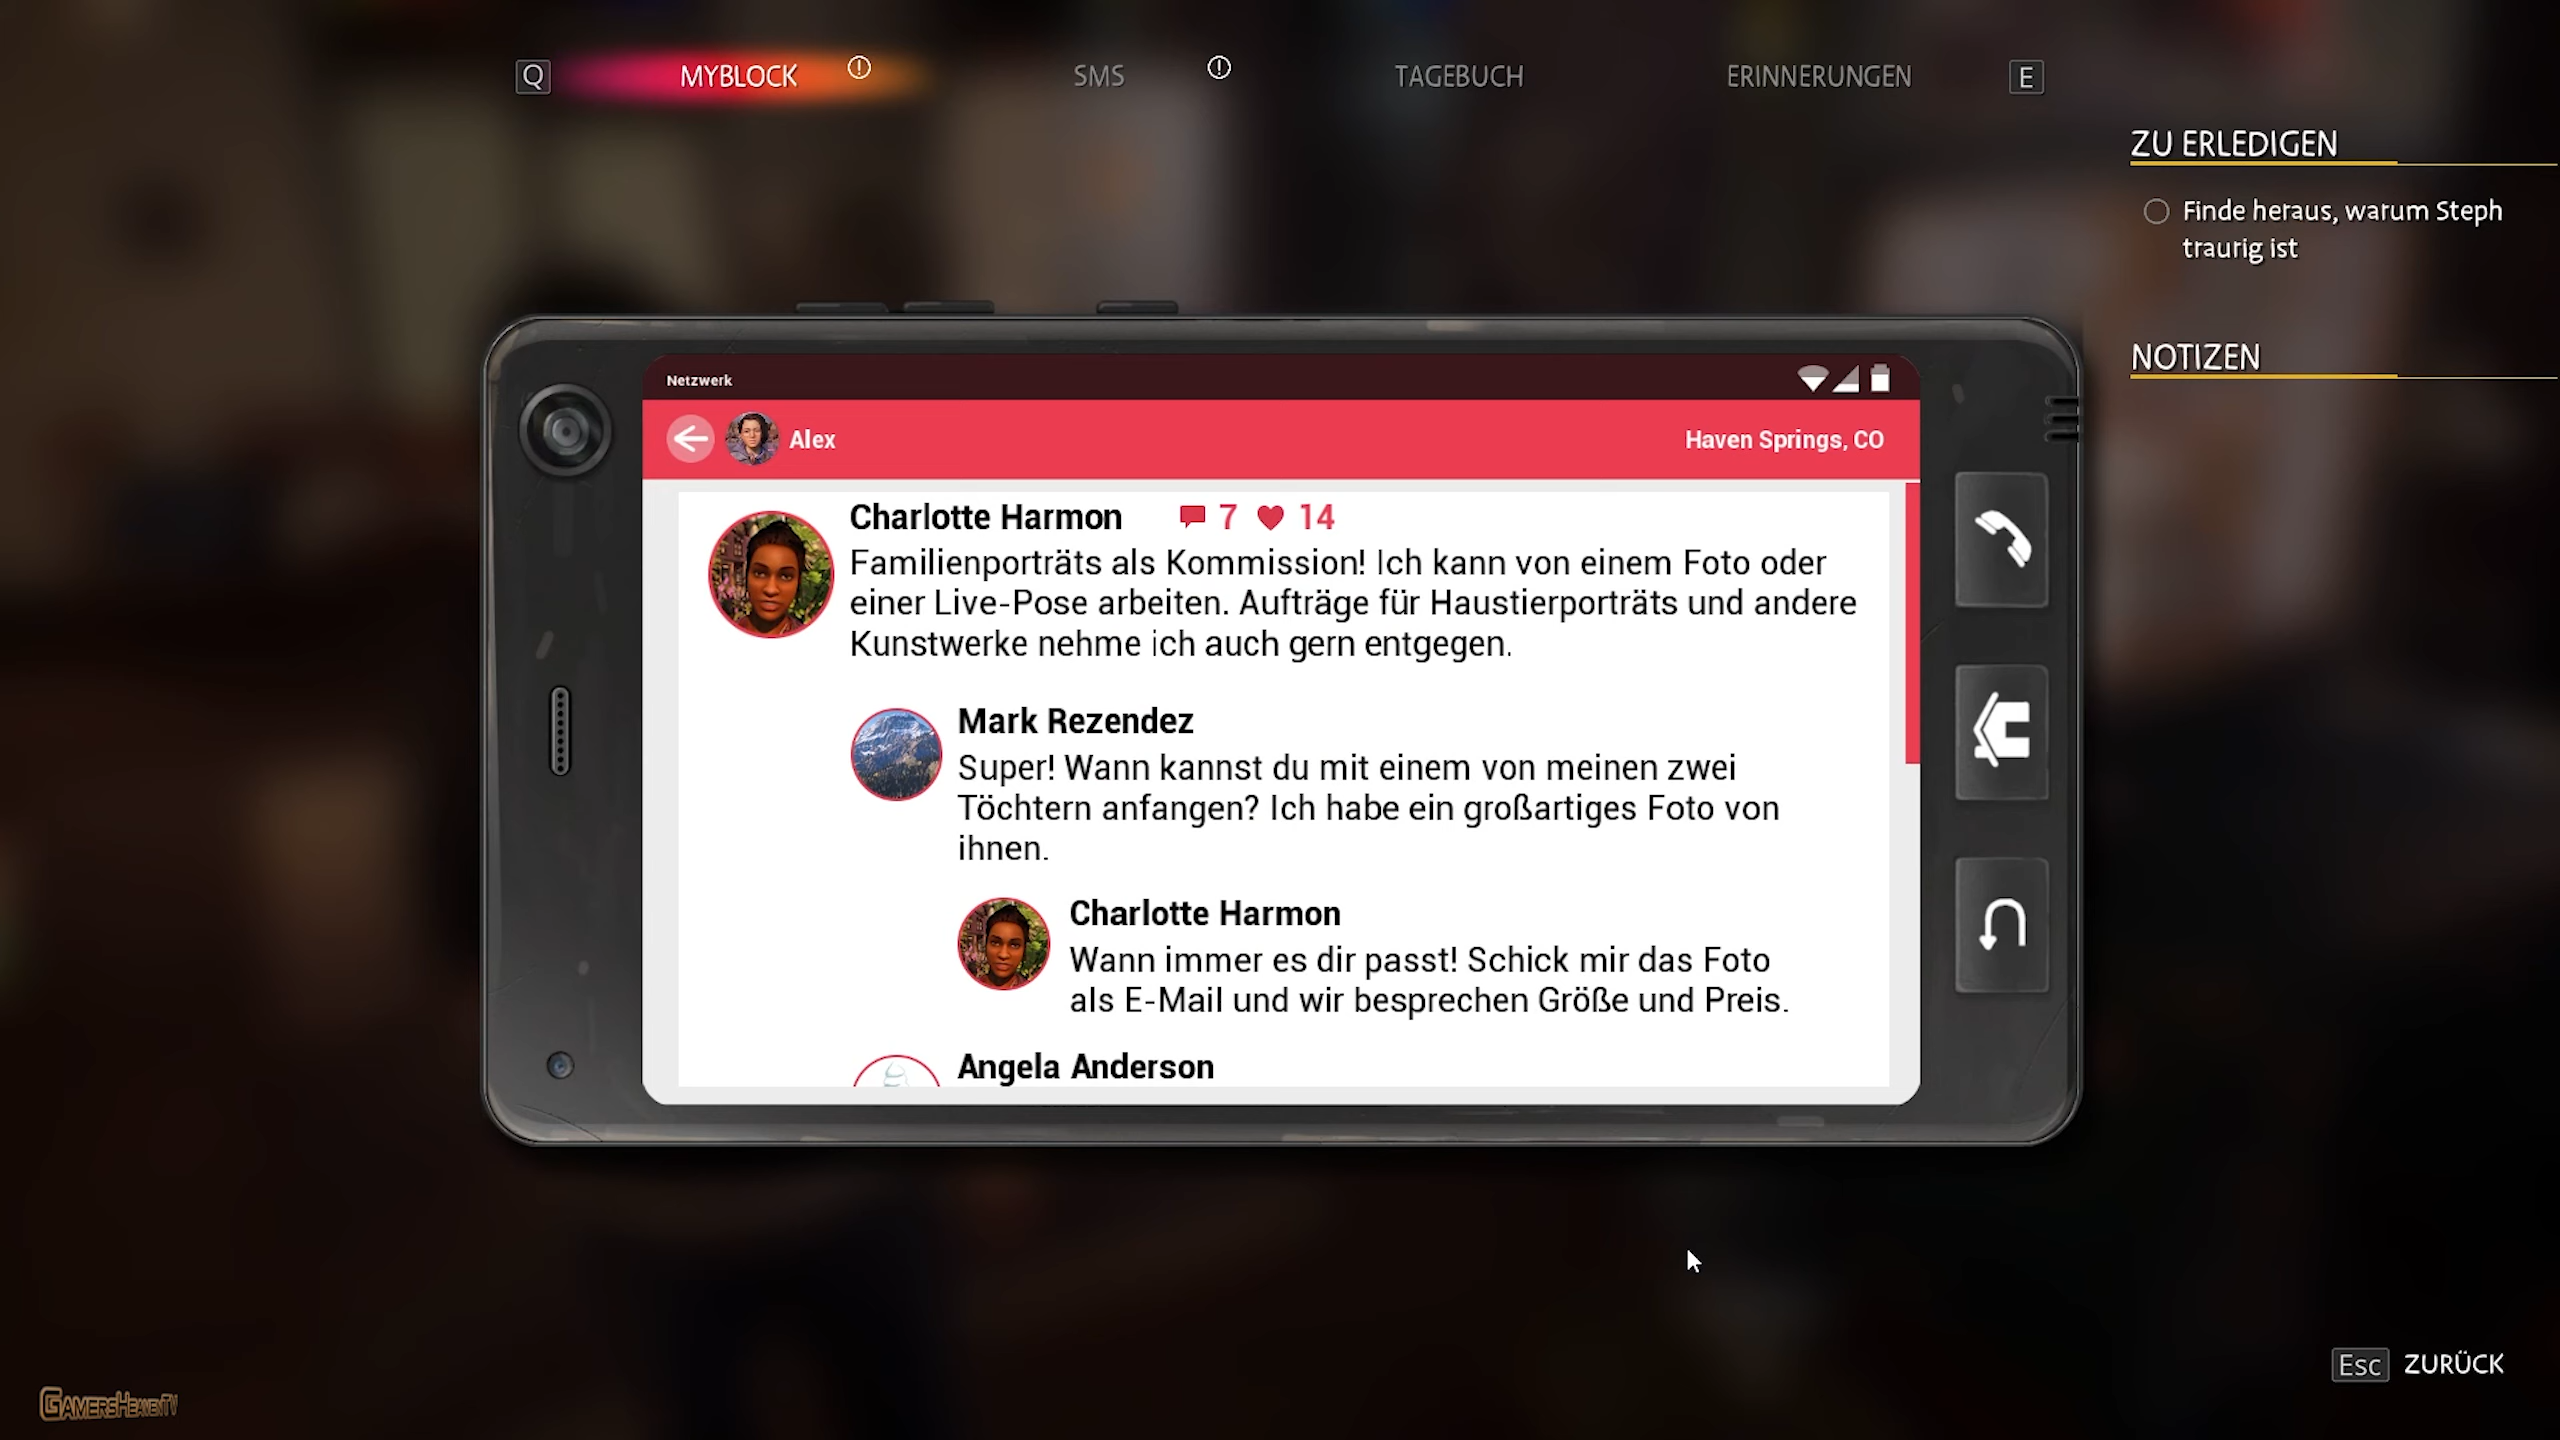 Q MYBLOCK SMS TAGEBUCH ERINNERUNGEN E
ZU ERLEDIGEN
Finde heraus, warum Steph
traurig ist
NOTIZEN
Netzwerk
Alex Haven Springs, CO
Charlotte Harmon 7 14
Familienporträts als Kommission! Ich kann von einem Foto oder
einer Live-Pose arbeiten. Aufträge für Haustierporträts und andere
Kunstwerke nehme ich auch gern entgegen.
Mark Rezendez
Super! Wann kannst du mit einem von meinen zwei
Töchtern anfangen? Ich habe ein großartiges Foto von
ihnen.
Charlotte Harmon
Wann immer es dir passt! Schick mir das Foto
als E-Mail und wir besprechen Größe und Preis.
Angela Anderson
Esc ZURÜCK
GamersHeavenTV